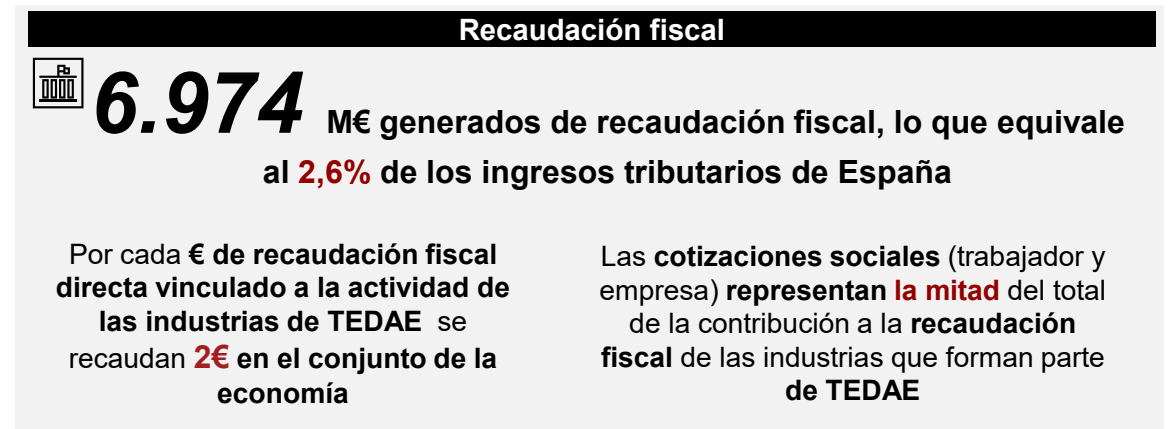 Recaudación fiscal
6.974 M€ generados de recaudación fiscal, lo que equivale
al 2,6% de los ingresos tributarios de España
Por cada € de recaudación fiscal
directa vinculado a la actividad de
las industrias de TEDAE se
recaudan 2€ en el conjunto de la
economía
Las cotizaciones sociales (trabajador y
empresa) representan la mitad del total
de la contribución a la recaudación
fiscal de las industrias que forman parte
de TEDAE